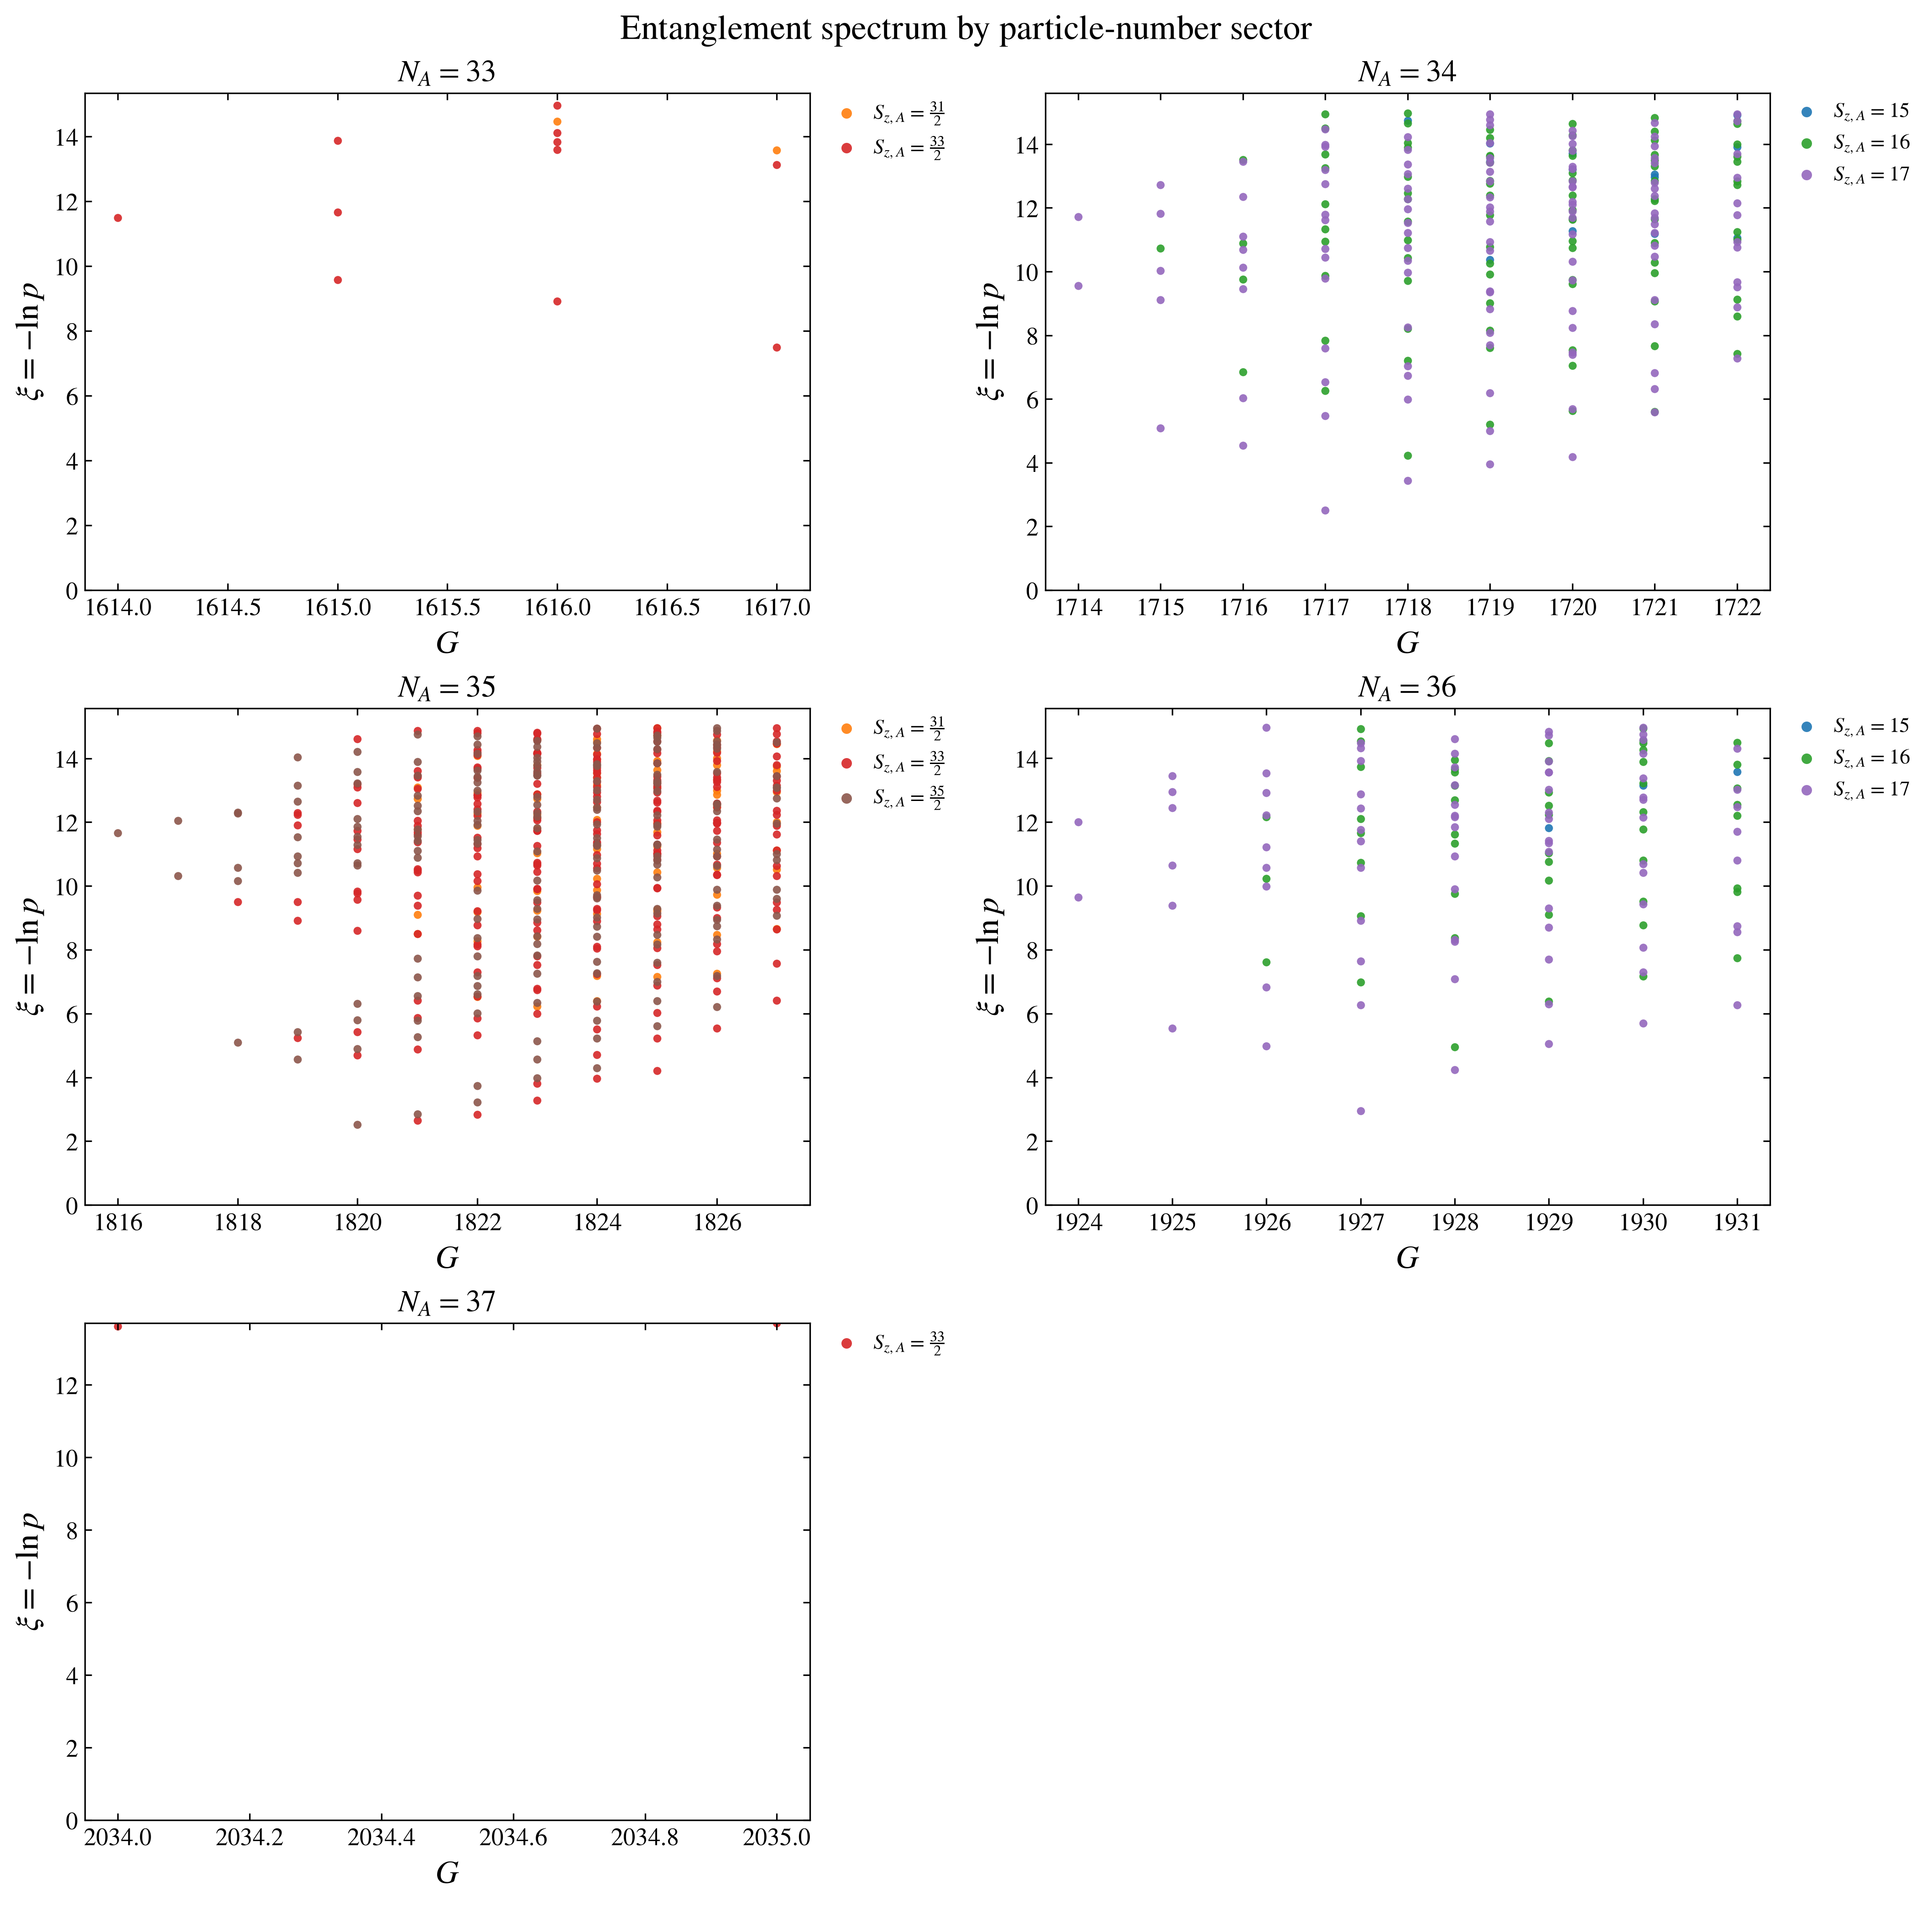 Entanglement spectrum by particle-number sector
N_A = 33
14
12
10
8
6
4
2
0
ξ = −ln p
1614.0 1614.5 1615.0 1615.5 1616.0 1616.5 1617.0
G
S_{z,A} = 31/2
S_{z,A} = 33/2
N_A = 34
14
12
10
8
6
4
2
0
ξ = −ln p
1714 1715 1716 1717 1718 1719 1720 1721 1722
G
S_{z,A} = 15
S_{z,A} = 16
S_{z,A} = 17
N_A = 35
14
12
10
8
6
4
2
0
ξ = −ln p
1816 1818 1820 1822 1824 1826
G
S_{z,A} = 31/2
S_{z,A} = 33/2
S_{z,A} = 35/2
N_A = 36
14
12
10
8
6
4
2
0
ξ = −ln p
1924 1925 1926 1927 1928 1929 1930 1931
G
S_{z,A} = 15
S_{z,A} = 16
S_{z,A} = 17
N_A = 37
12
10
8
6
4
2
0
ξ = −ln p
2034.0 2034.2 2034.4 2034.6 2034.8 2035.0
G
S_{z,A} = 33/2